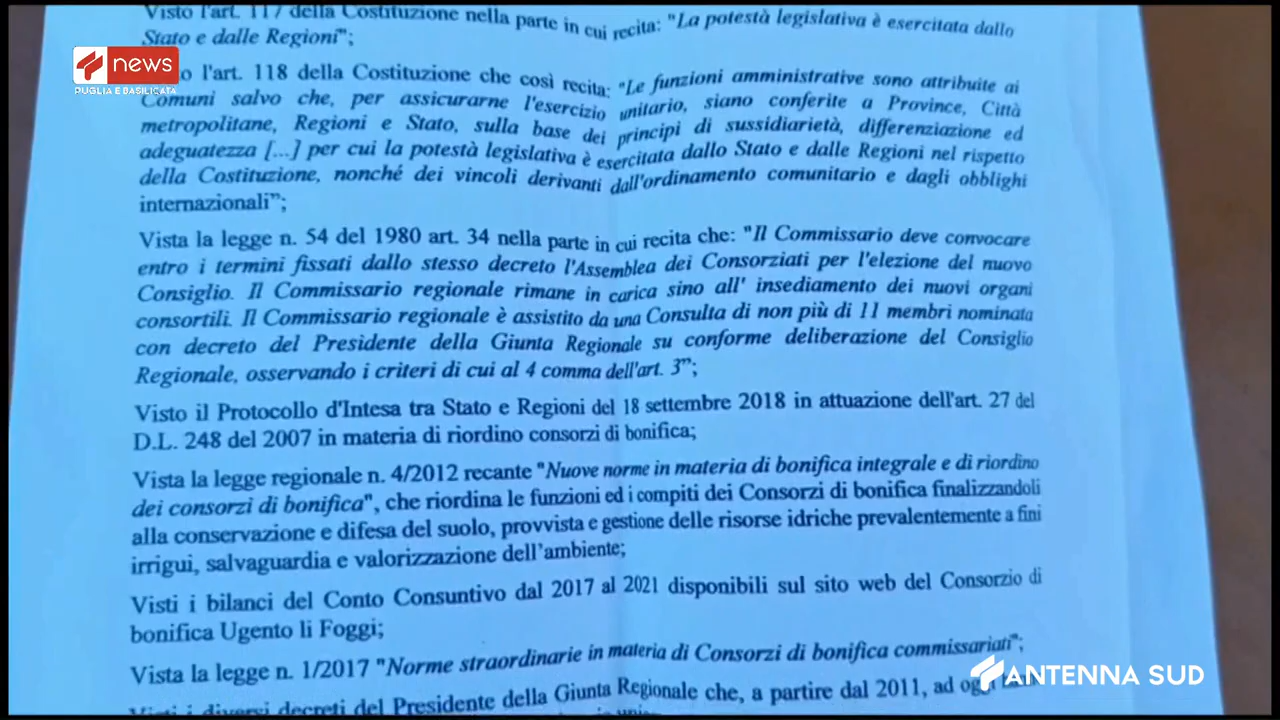 Visto l'art. 117 della Costituzione nella parte in cui recita: "La potestà legislativa è esercitata dallo
Stato e dalle Regioni";
news
PUGLIA E BASILICATA
l'art. 118 della Costituzione che così recita: "Le funzioni amministrative sono attribuite ai
Comuni salvo che, per assicurarne l'esercizio unitario, siano conferite a Province, Città
metropolitane, Regioni e Stato, sulla base dei principi di sussidiarietà, differenziazione ed
adeguatezza [...] per cui la potestà legislativa è esercitata dallo Stato e dalle Regioni nel rispetto
della Costituzione, nonché dei vincoli derivanti dall'ordinamento comunitario e dagli obblighi
internazionali";
Vista la legge n. 54 del 1980 art. 34 nella parte in cui recita che: "Il Commissario deve convocare
entro i termini fissati dallo stesso decreto l'Assemblea dei Consorziati per l'elezione del nuovo
Consiglio. Il Commissario regionale rimane in carica sino all' insediamento dei nuovi organi
consortili. Il Commissario regionale è assistito da una Consulta di non più di 11 membri nominata
con decreto del Presidente della Giunta Regionale su conforme deliberazione del Consiglio
Regionale, osservando i criteri di cui al 4 comma dell'art. 3";
Visto il Protocollo d'Intesa tra Stato e Regioni del 18 settembre 2018 in attuazione dell'art. 27 del
D.L. 248 del 2007 in materia di riordino consorzi di bonifica;
Vista la legge regionale n. 4/2012 recante "Nuove norme in materia di bonifica integrale e di riordino
dei consorzi di bonifica", che riordina le funzioni ed i compiti dei Consorzi di bonifica finalizzandoli
alla conservazione e difesa del suolo, provvista e gestione delle risorse idriche prevalentemente a fini
irrigui, salvaguardia e valorizzazione dell'ambiente;
Visti i bilanci del Conto Consuntivo dal 2017 al 2021 disponibili sul sito web del Consorzio di
bonifica Ugento li Foggi;
Vista la legge n. 1/2017 "Norme straordinarie in materia di Consorzi di bonifica commissariati";
ANTENNA SUD
Visti i diversi decreti del Presidente della Giunta Regionale che, a partire dal 2011, ad oggi